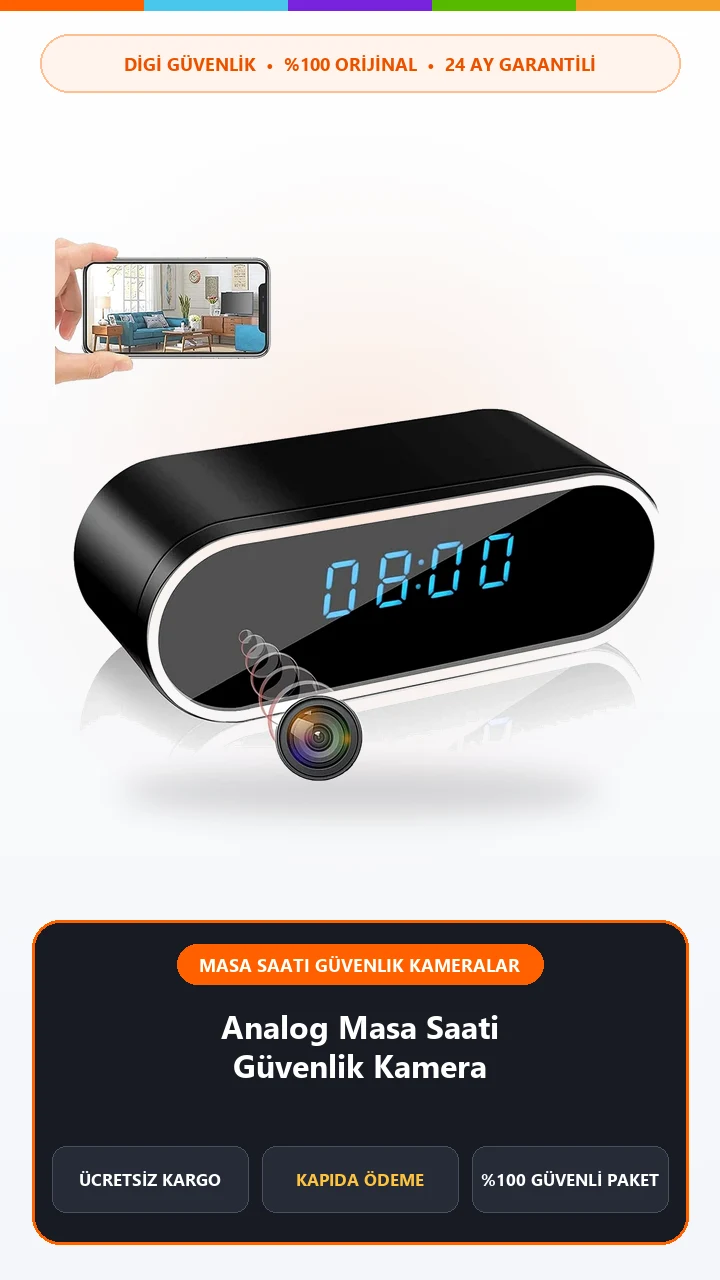 DİGİ GÜVENLİK • %100 ORİJİNAL • 24 AY GARANTİLİ
08:00
MASA SAATI GÜVENLIK KAMERALAR
Analog Masa Saati
Güvenlik Kamera
ÜCRETSİZ KARGO
KAPIDA ÖDEME
%100 GÜVENLİ PAKET